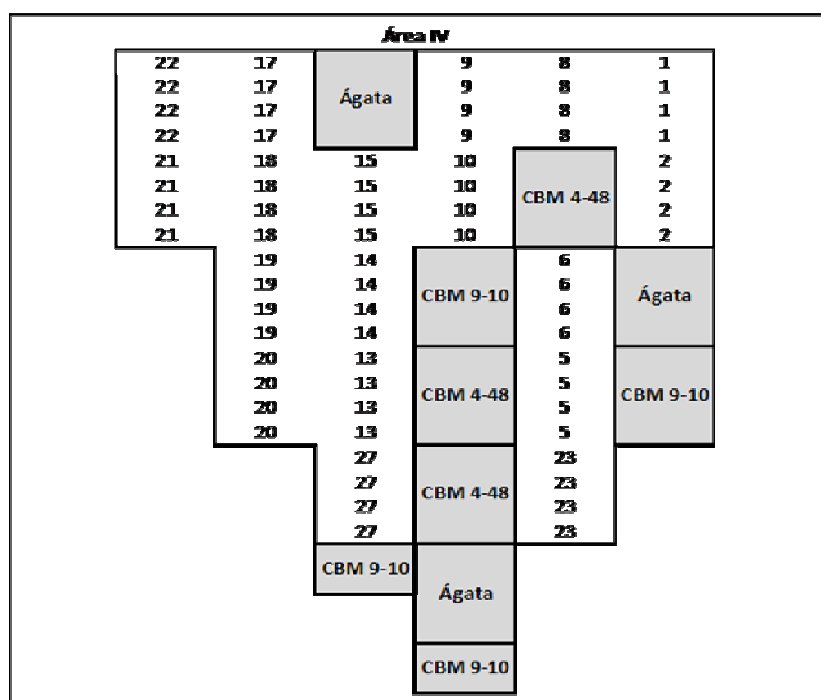 Área IV
22 17 9 8 1
22 17 9 8 1
Ágata
22 17 9 8 1
22 17 9 8 1
21 18 15 10 2
21 18 15 10 2
CBM 4-48
21 18 15 10 2
21 18 15 10 2
19 14 6
19 14 6
CBM 9-10 Ágata
19 14 6
19 14 6
20 13 5
20 13 5
CBM 4-48 CBM 9-10
20 13 5
20 13 5
27 23
27 23
CBM 4-48
27 23
27 23
CBM 9-10
Ágata
CBM 9-10